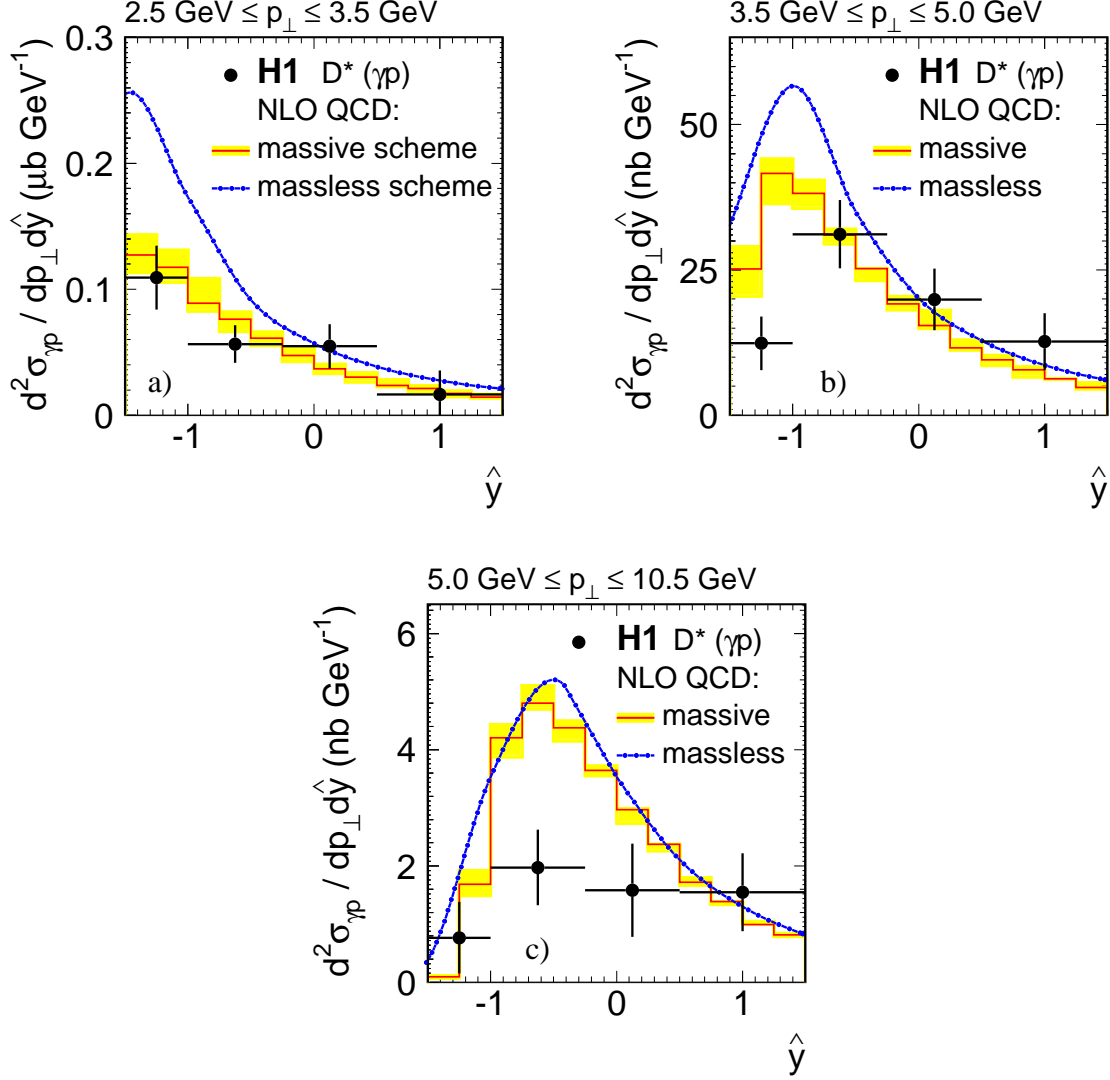 2.5 GeV ≤ p⊥ ≤ 3.5 GeV
d²σγp / dp⊥dŷ (μb GeV⁻¹)
0.3
0.2
0.1
0
H1 D* (γp)
NLO QCD:
massive scheme
massless scheme
a)
-1 0 1
ŷ
3.5 GeV ≤ p⊥ ≤ 5.0 GeV
d²σγp / dp⊥dŷ (nb GeV⁻¹)
50
25
0
H1 D* (γp)
NLO QCD:
massive
massless
b)
-1 0 1
ŷ
5.0 GeV ≤ p⊥ ≤ 10.5 GeV
d²σγp / dp⊥dŷ (nb GeV⁻¹)
6
4
2
0
H1 D* (γp)
NLO QCD:
massive
massless
c)
-1 0 1
ŷ